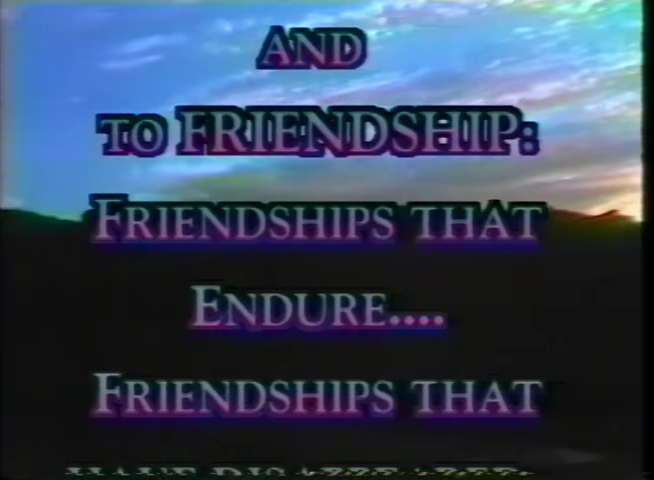 AND
TO FRIENDSHIP:
FRIENDSHIPS THAT
ENDURE....
FRIENDSHIPS THAT